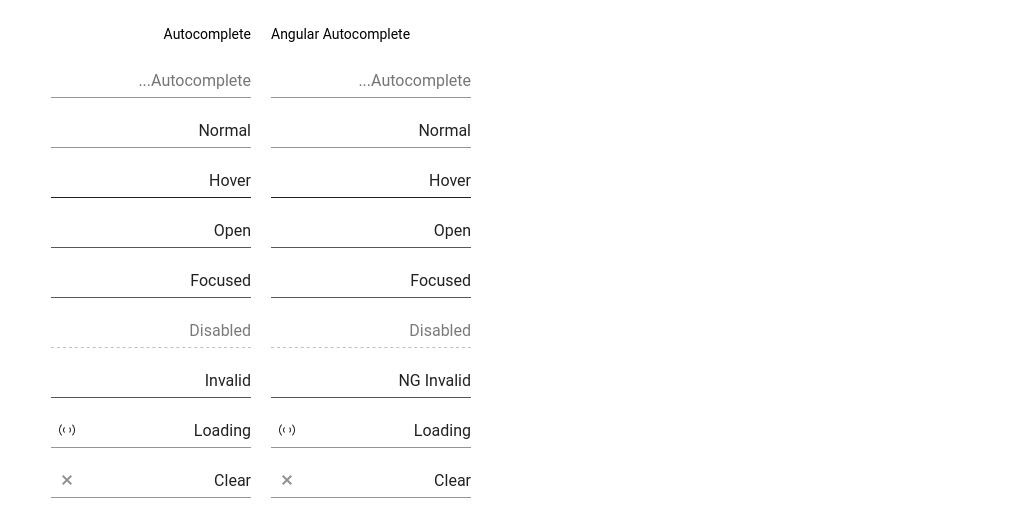 Autocomplete Angular Autocomplete
...Autocomplete ...Autocomplete
Normal Normal
Hover Hover
Open Open
Focused Focused
Disabled Disabled
Invalid NG Invalid
Loading Loading
Clear Clear